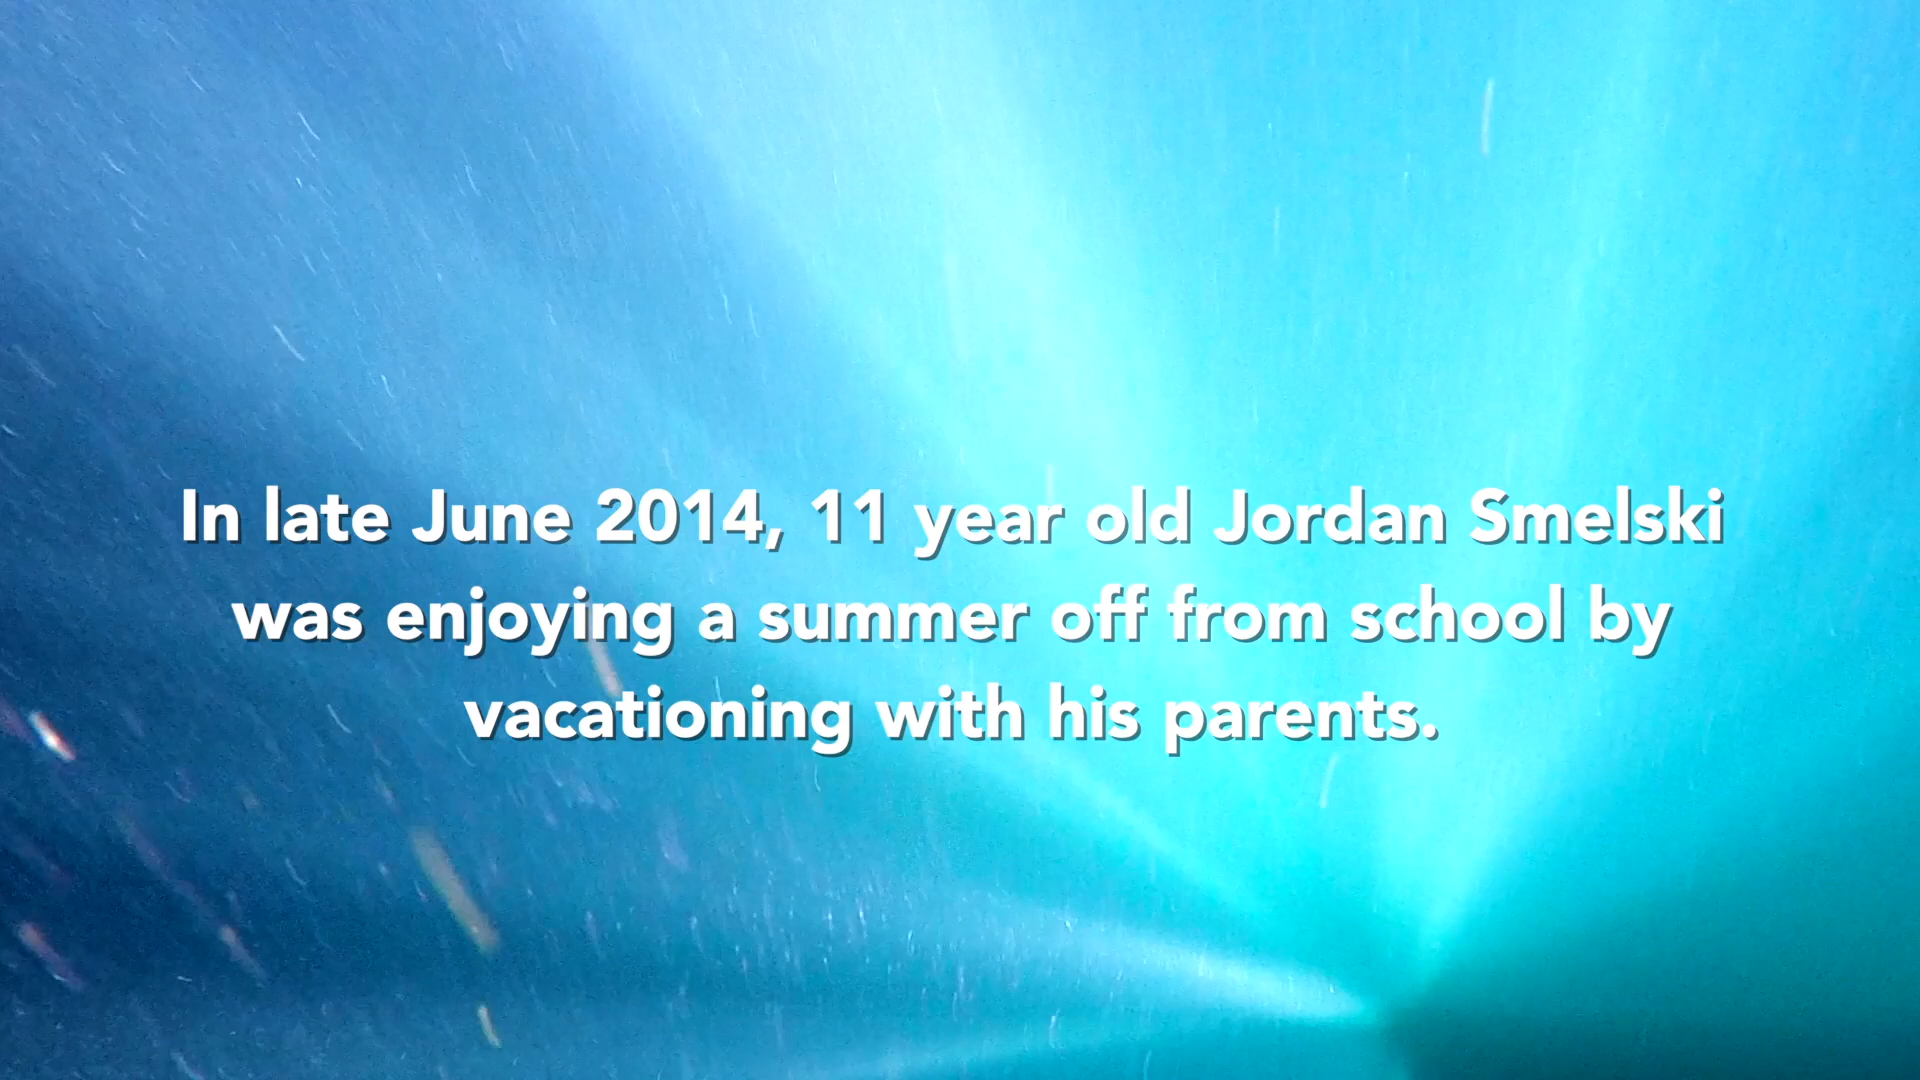 In late June 2014, 11 year old Jordan Smelski
was enjoying a summer off from school by
vacationing with his parents.